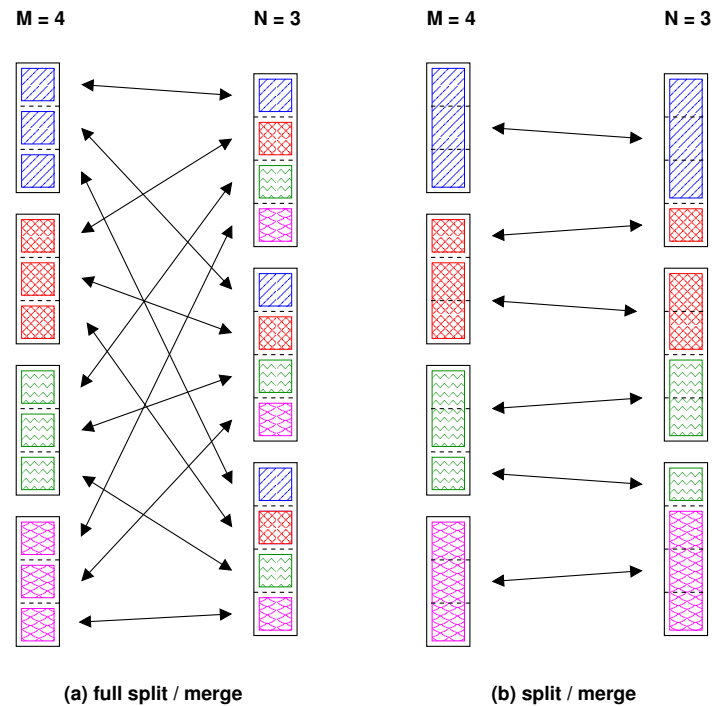 M = 4 N = 3 M = 4 N = 3
(a) full split / merge (b) split / merge